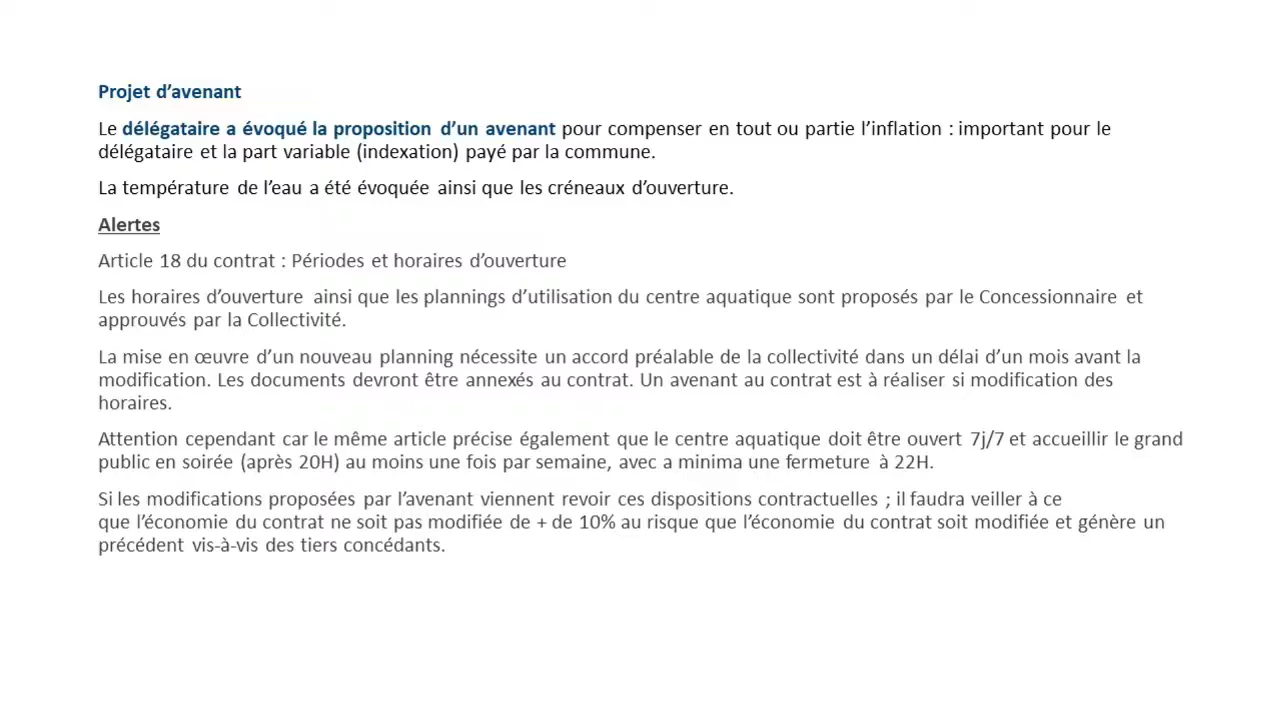 Projet d’avenant
Le délégataire a évoqué la proposition d’un avenant pour compenser en tout ou partie l’inflation : important pour le
délégataire et la part variable (indexation) payé par la commune.
La température de l’eau a été évoquée ainsi que les créneaux d’ouverture.
Alertes
Article 18 du contrat : Périodes et horaires d’ouverture
Les horaires d’ouverture ainsi que les plannings d’utilisation du centre aquatique sont proposés par le Concessionnaire et
approuvés par la Collectivité.
La mise en œuvre d’un nouveau planning nécessite un accord préalable de la collectivité dans un délai d’un mois avant la
modification. Les documents devront être annexés au contrat. Un avenant au contrat est à réaliser si modification des
horaires.
Attention cependant car le même article précise également que le centre aquatique doit être ouvert 7j/7 et accueillir le grand
public en soirée (après 20H) au moins une fois par semaine, avec a minima une fermeture à 22H.
Si les modifications proposées par l’avenant viennent revoir ces dispositions contractuelles ; il faudra veiller à ce
que l’économie du contrat ne soit pas modifiée de + de 10% au risque que l’économie du contrat soit modifiée et génère un
précédent vis-à-vis des tiers concédants.